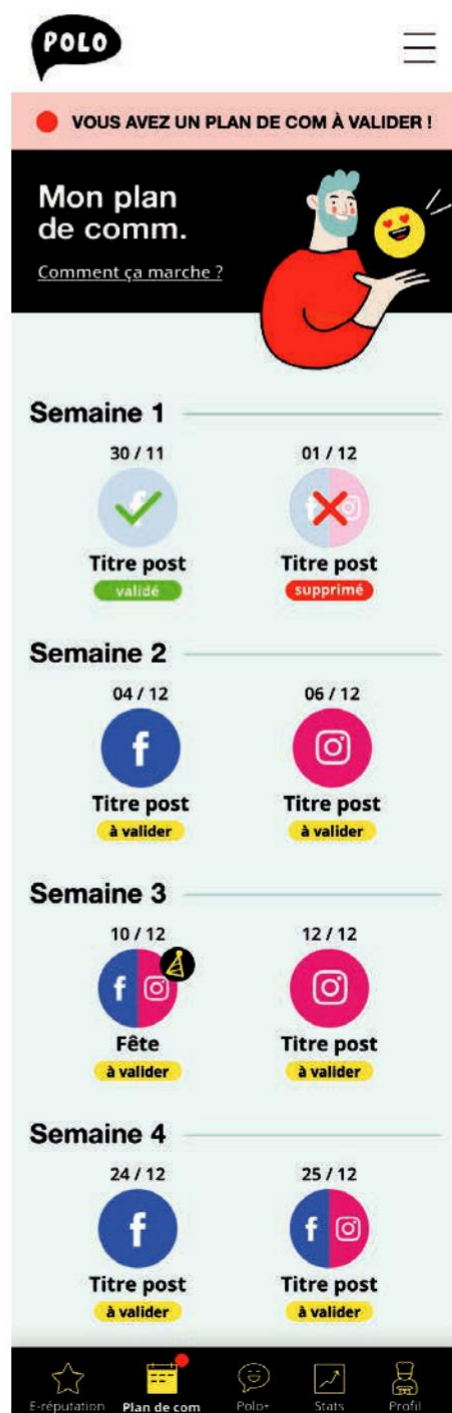 POLO
VOUS AVEZ UN PLAN DE COM À VALIDER !
Mon plan
de comm.
Comment ça marche ?
Semaine 1
30 / 11
01 / 12
Titre post
Titre post
validé
supprimé
Semaine 2
04 / 12
06 / 12
Titre post
Titre post
à valider
à valider
Semaine 3
10 / 12
12 / 12
Fête
Titre post
à valider
à valider
Semaine 4
24 / 12
25 / 12
Titre post
Titre post
à valider
à valider
E-réputation
Plan de com
Polo+
Stats
Profil